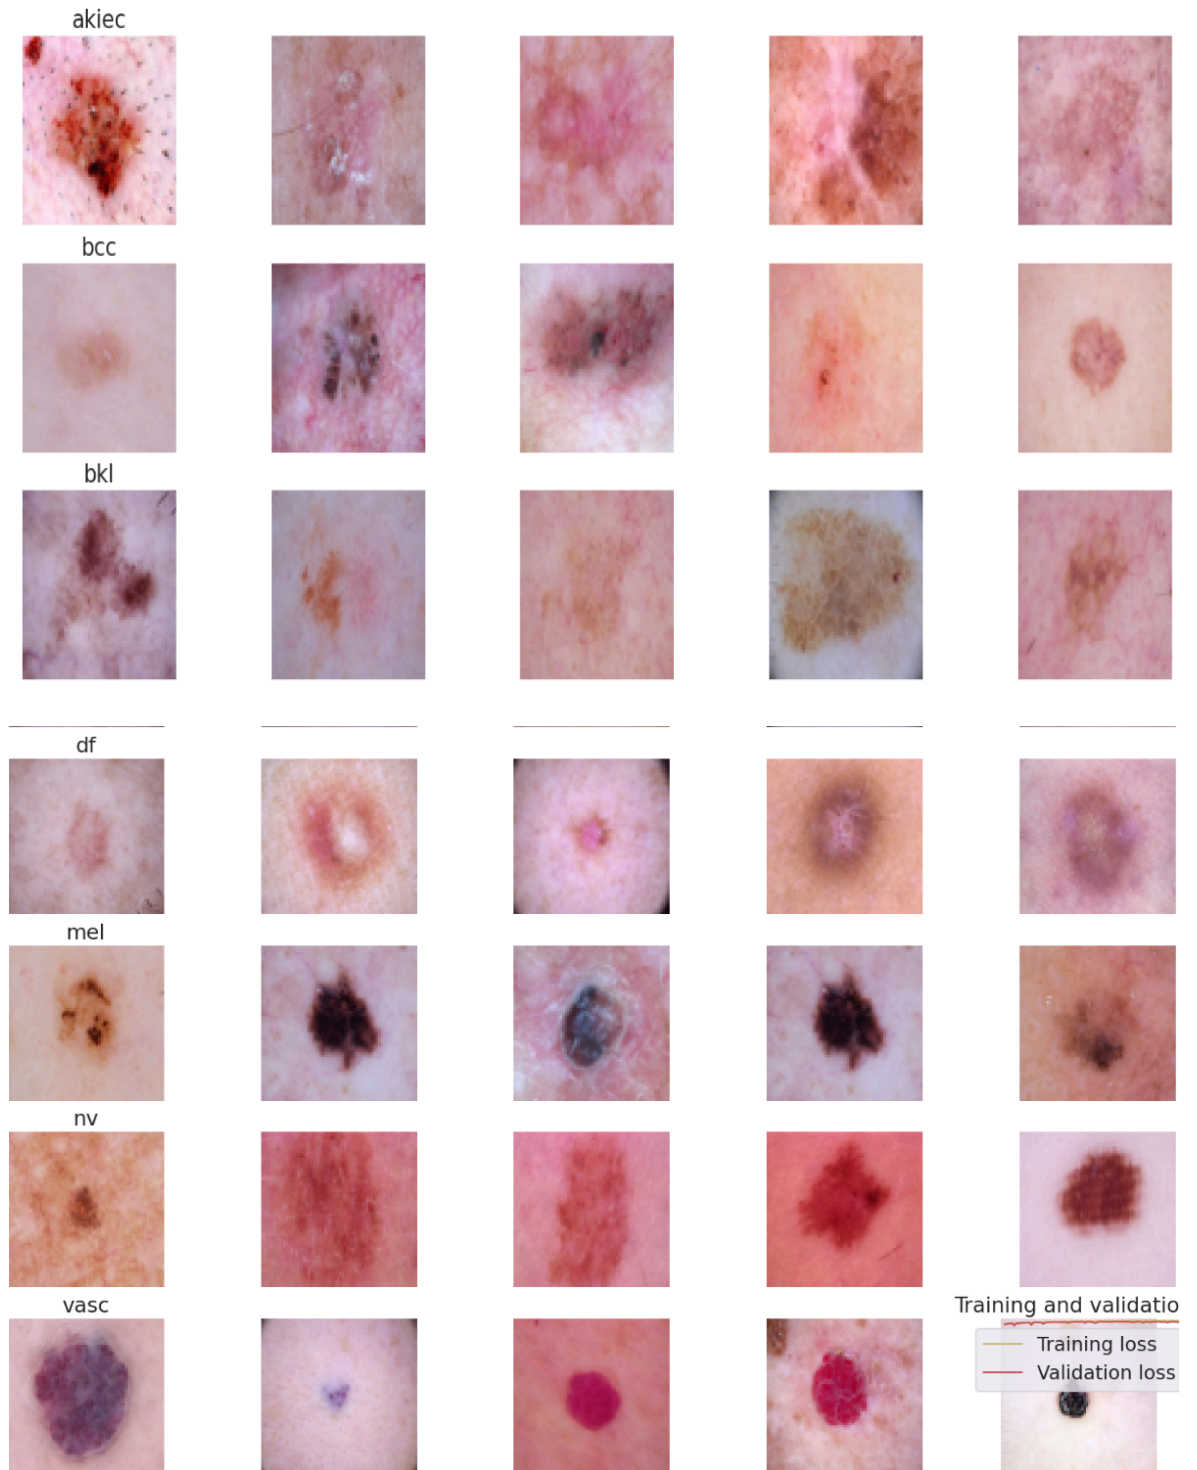 akiec
bcc
bkl
df
mel
nv
vasc
Training and validatio
Training loss
Validation loss